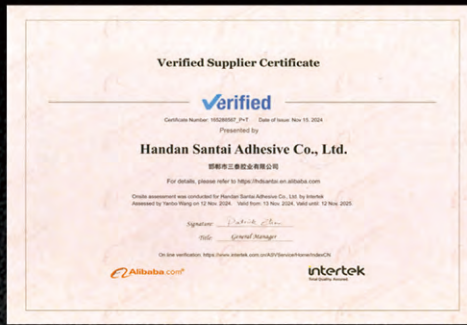 Verified Supplier Certificate
Verified
Certificate Number: 165286587_P+T Date of Issue: Nov 15, 2024
Presented by
Handan Santai Adhesive Co., Ltd.
邯郸市三泰胶业有限公司
For details, please refer to https://hdsantai.en.alibaba.com
Onsite assessment was conducted for Handan Santai Adhesive Co., Ltd. by Intertek
Assessed by Yanbo Wang on 12 Nov. 2024. Valid from: 13 Nov. 2024. Valid until: 12 Nov. 2025
Signature:
Title: General Manager
On-line verification: https://www.intertek.com.cn/ASV/Service/Home/IndexCN
Alibaba.com
intertek
Total Quality. Assured.